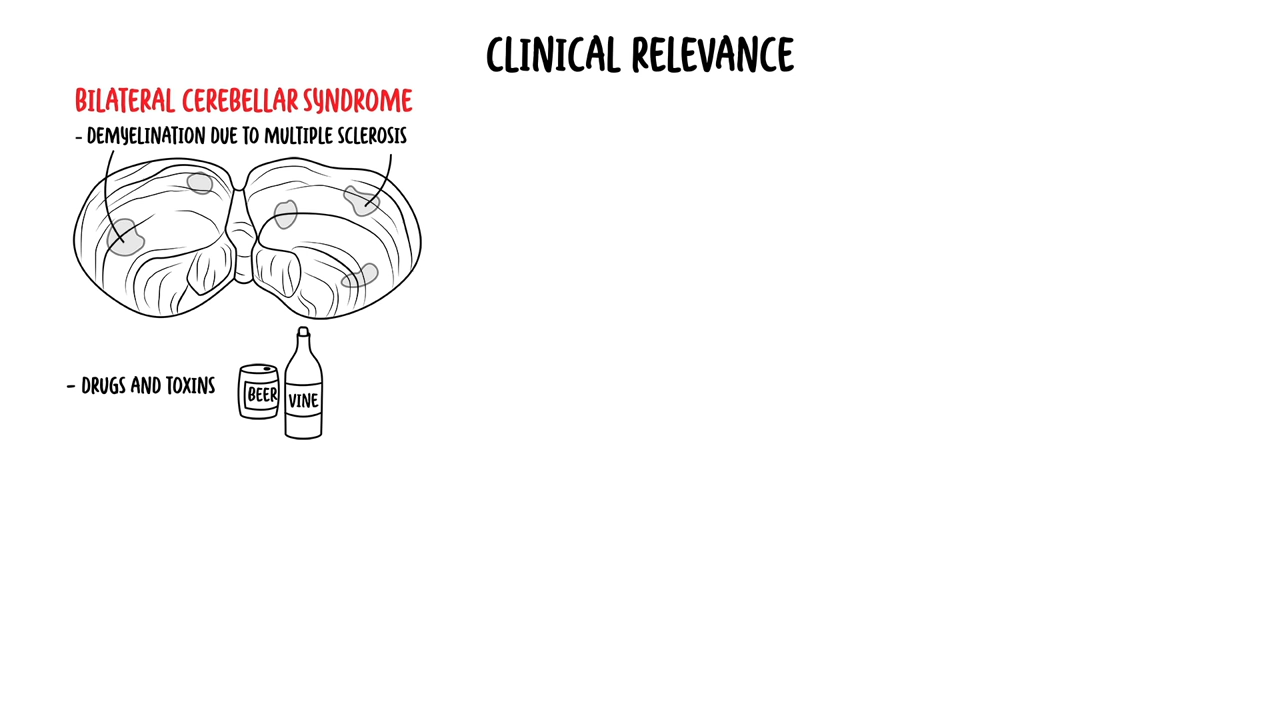 CLINICAL RELEVANCE
BILATERAL CEREBELLAR SYNDROME
- DEMYELINATION DUE TO MULTIPLE SCLEROSIS
- DRUGS AND TOXINS
BEER
VINE